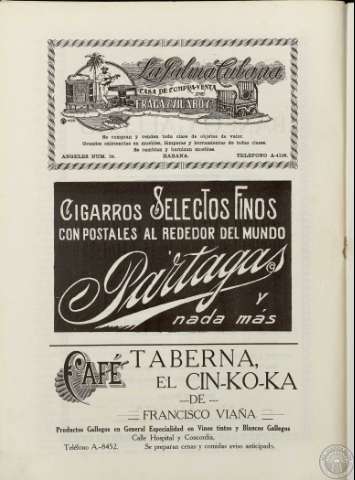 La Palma Cubana
CASA DE COMPRA-VENTA
DE
FRAGA Y VILABOY
Se compran y venden toda clase de objetos de valor.
Grandes existencias en muebles, lámparas y herramientas de todas clases.
Se cambian y barnizan muebles.
ANGELES NUM. HABANA. TELEFONO
CIGARROS SELECTOS FINOS
CON POSTALES AL REDEDOR DEL MUNDO
Partagas
Y
nada más
CAFÉ TABERNA,
EL CIN-KO-KA
—DE—
FRANCISCO VIAÑA
Productos Gallegos en General Especialidad en Vinos tintos y Blancos Gallegos
Calle Hospital y Concordia,
Teléfono A.-8452. Se preparan cenas y comidas aviso anticipado.